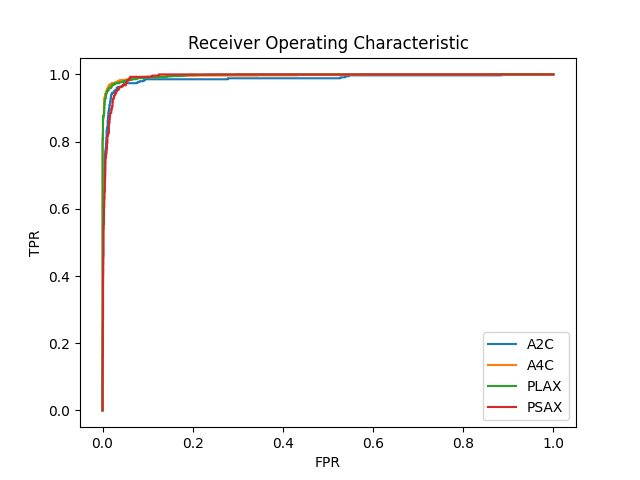 Receiver Operating Characteristic
1.0
0.8
0.6
0.4
0.2
0.0
TPR
0.0 0.2 0.4 0.6 0.8 1.0
FPR
A2C
A4C
PLAX
PSAX